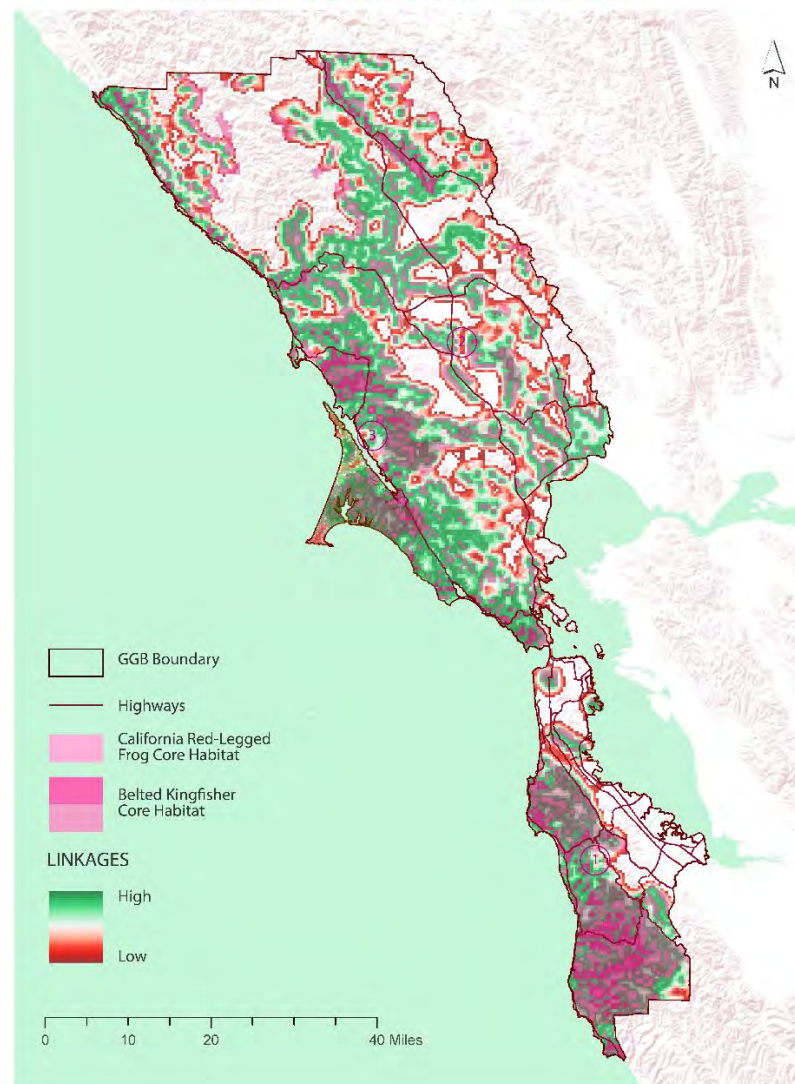 N
3
1
GGB Boundary
Highways
California Red-Legged
Frog Core Habitat
Belted Kingfisher
Core Habitat
LINKAGES
High
Low
0 10 20 40 Miles